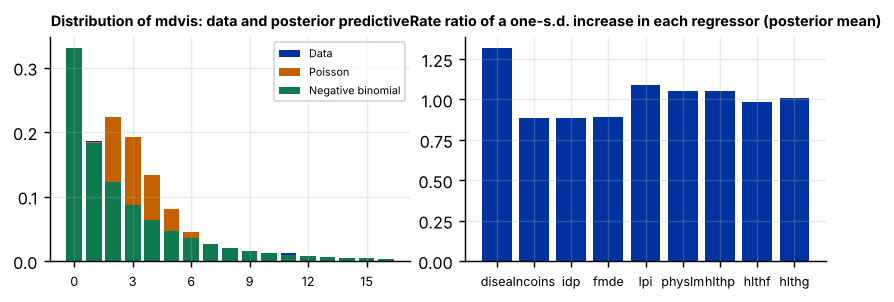 Distribution of mdvis: data and posterior predictive
Rate ratio of a one-s.d. increase in each regressor (posterior mean)
Data
Poisson
Negative binomial
0.3
0.2
0.1
0.0
0
3
6
9
12
15
1.25
1.00
0.75
0.50
0.25
0.00
disea
lncoins
idp
fmde
lpi
physlm
hlthp
hlthf
hlthg